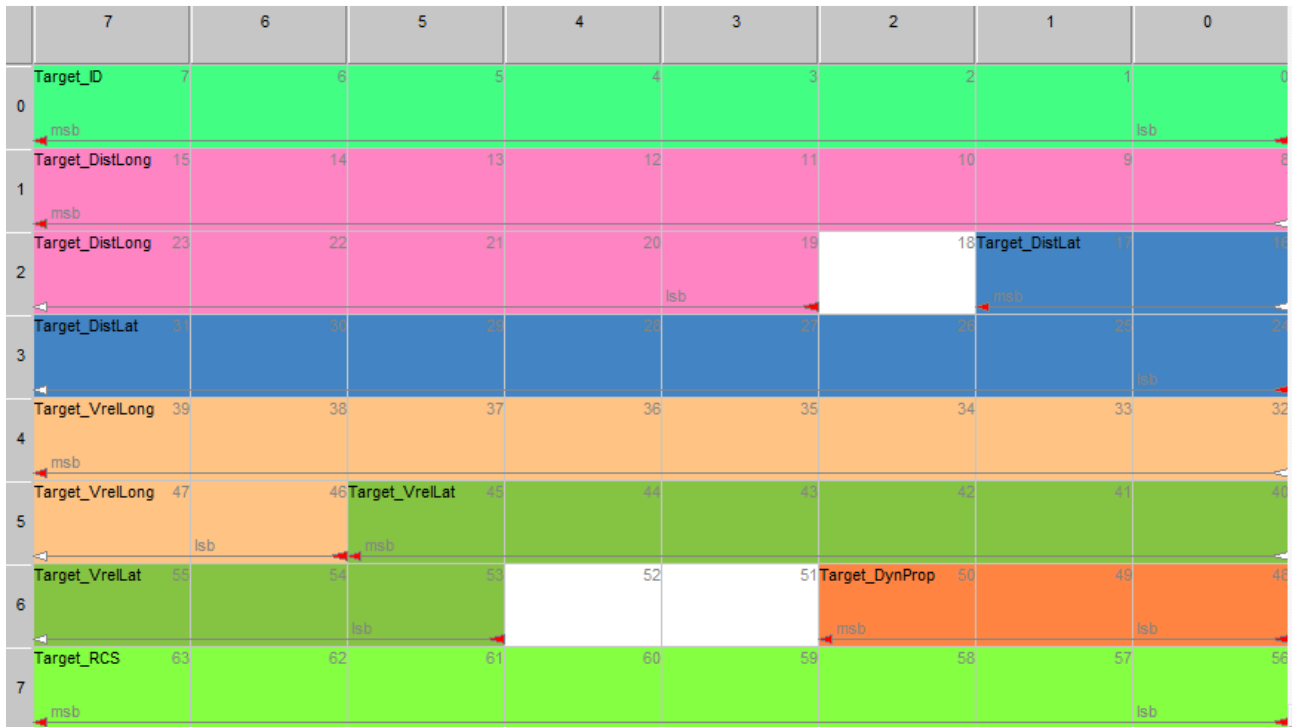 7 6 5 4 3 2 1 0
Target_ID 7 6 5 4 3 2 1 0
0
msb lsb
Target_DistLong 15 14 13 12 11 10 9 8
1
msb
Target_DistLong 23 22 21 20 19 18 Target_DistLat 17 16
2
lsb msb
Target_DistLat 31 30 29 28 27 26 25 24
3
lsb
Target_VrelLong 39 38 37 36 35 34 33 32
4
msb
Target_VrelLong 47 46 Target_VrelLat 45 44 43 42 41 40
5
lsb msb
Target_VrelLat 55 54 53 52 51 Target_DynProp 50 49 48
6
lsb msb lsb
Target_RCS 63 62 61 60 59 58 57 56
7
msb lsb